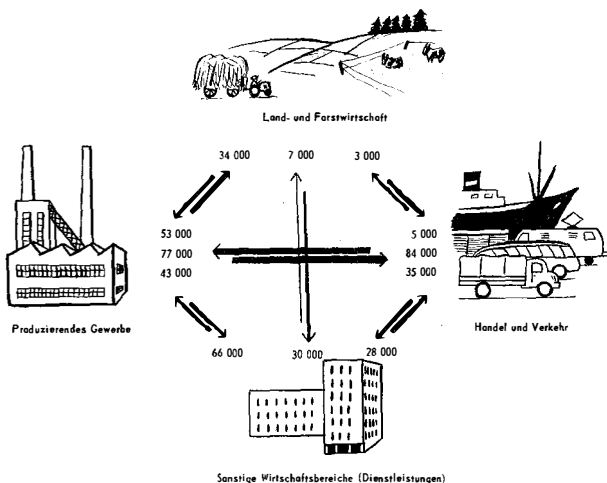 Land- und Forstwirtschaft
34 000 7 000 3 000
53 000 5 000
77 000 84 000
43 000 35 000
Produzierendes Gewerbe Handel und Verkehr
66 000 30 000 28 000
Sonstige Wirtschaftsbereiche (Dienstleistungen)